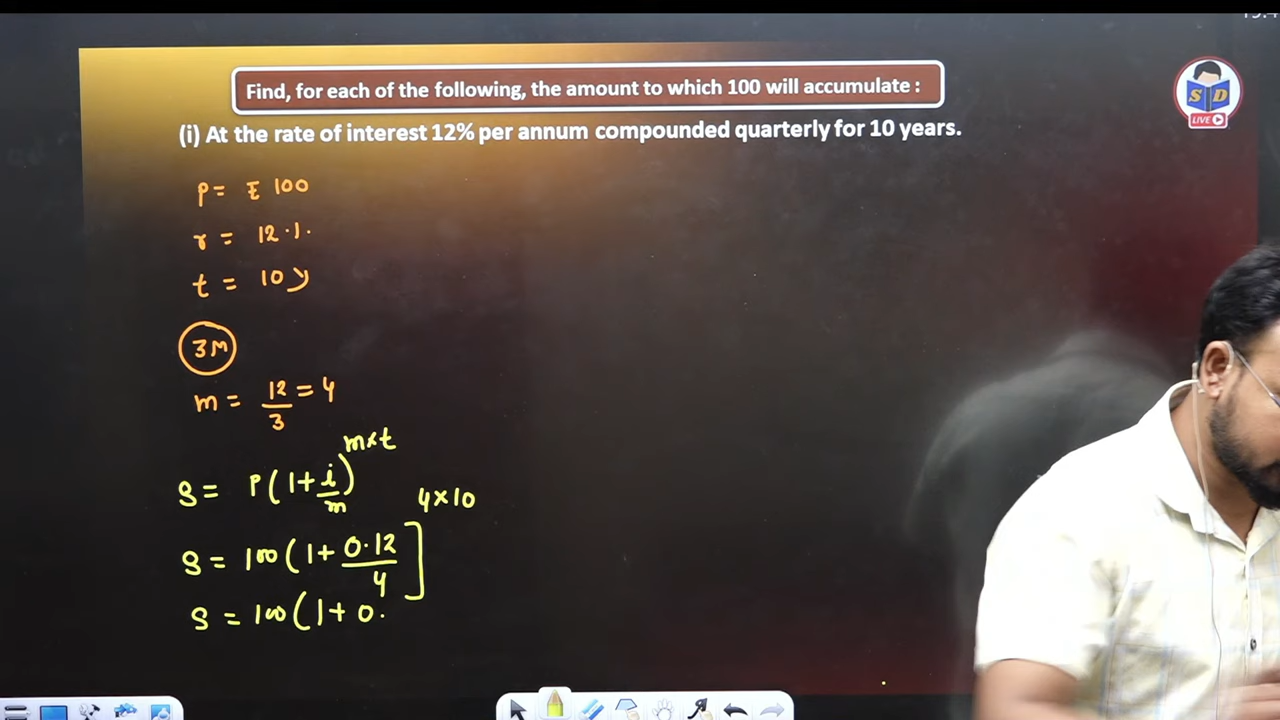 Find, for each of the following, the amount to which 100 will accumulate :
S D
LIVE
(i) At the rate of interest 12% per annum compounded quarterly for 10 years.
P = ₹ 100
r = 12 %
t = 10 y
3M
m = 12/3 = 4
S = P(1+i/m)^m×t
S = 100(1+0.12/4]^4×10
S = 100(1+0.